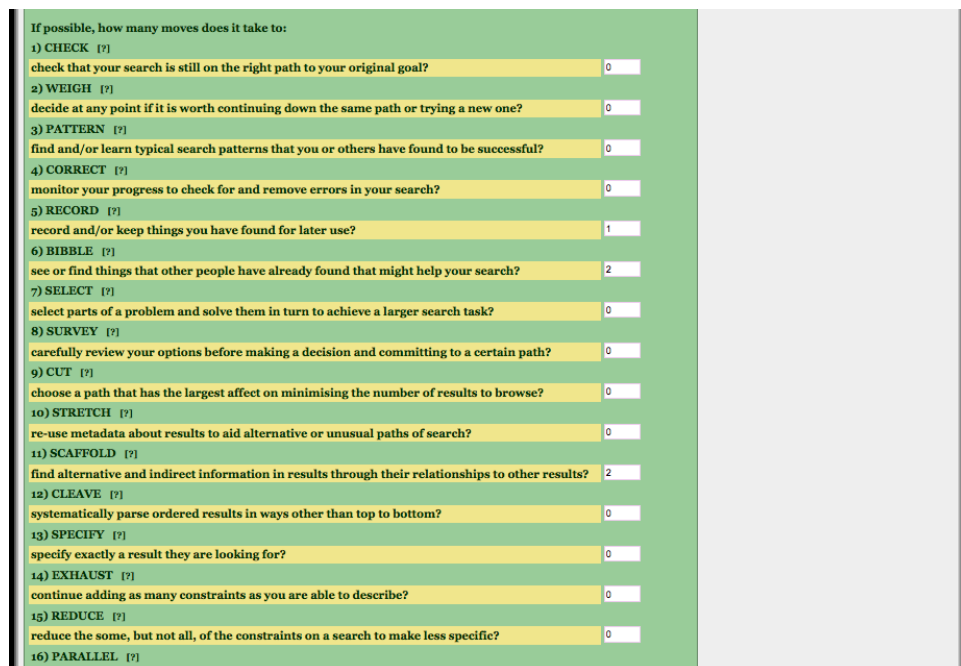 If possible, how many moves does it take to:
1) CHECK [?]
check that your search is still on the right path to your original goal? 0
2) WEIGH [?]
decide at any point if it is worth continuing down the same path or trying a new one? 0
3) PATTERN [?]
find and/or learn typical search patterns that you or others have found to be successful? 0
4) CORRECT [?]
monitor your progress to check for and remove errors in your search? 0
5) RECORD [?]
record and/or keep things you have found for later use? 1
6) BIBBLE [?]
see or find things that other people have already found that might help your search? 2
7) SELECT [?]
select parts of a problem and solve them in turn to achieve a larger search task? 0
8) SURVEY [?]
carefully review your options before making a decision and committing to a certain path? 0
9) CUT [?]
choose a path that has the largest affect on minimising the number of results to browse? 0
10) STRETCH [?]
re-use metadata about results to aid alternative or unusual paths of search? 0
11) SCAFFOLD [?]
find alternative and indirect information in results through their relationships to other results? 2
12) CLEAVE [?]
systematically parse ordered results in ways other than top to bottom? 0
13) SPECIFY [?]
specify exactly a result they are looking for? 0
14) EXHAUST [?]
continue adding as many constraints as you are able to describe? 0
15) REDUCE [?]
reduce the some, but not all, of the constraints on a search to make less specific? 0
16) PARALLEL [?]